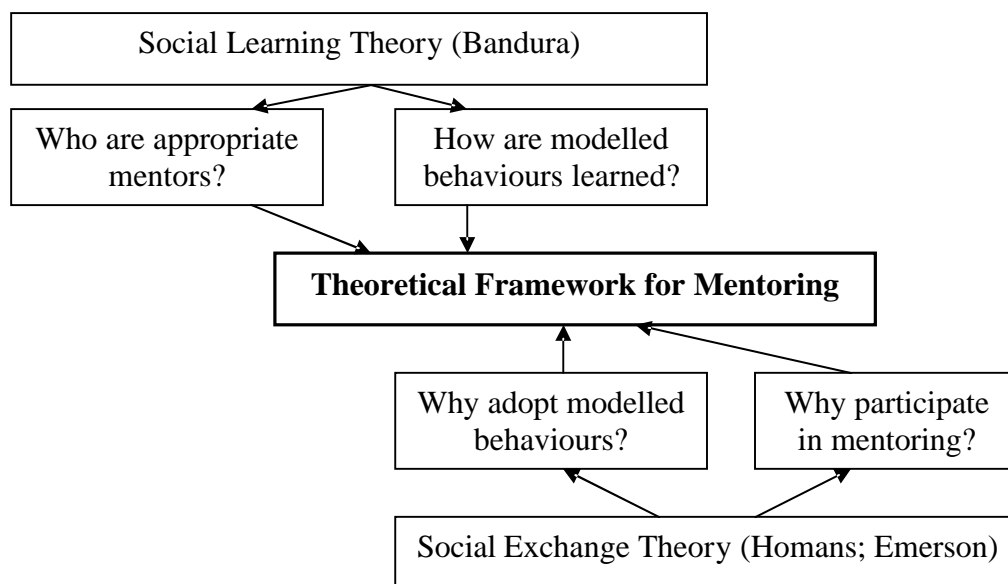 Social Learning Theory (Bandura)
Who are appropriate
mentors?
How are modelled
behaviours learned?
Theoretical Framework for Mentoring
Why adopt modelled
behaviours?
Why participate
in mentoring?
Social Exchange Theory (Homans; Emerson)